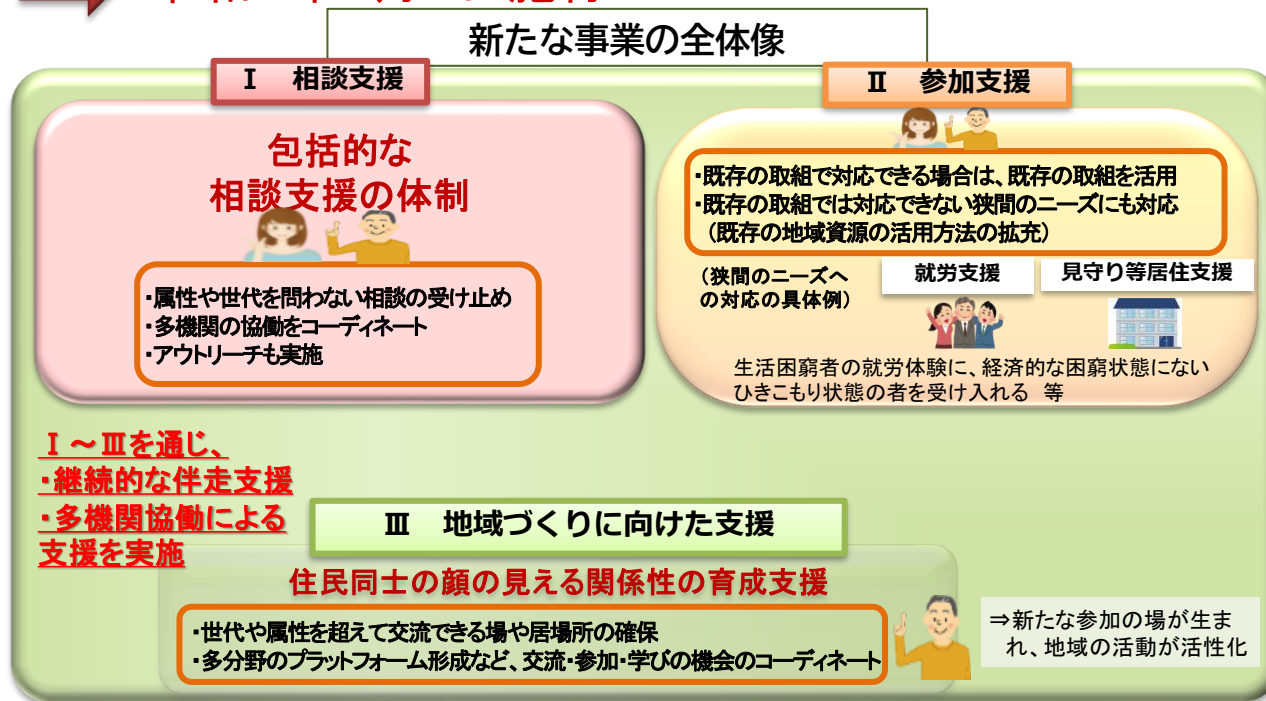 新たな事業の全体像
Ⅰ 相談支援
包括的な
相談支援の体制
・属性や世代を問わない相談の受け止め
・多機関の協働をコーディネート
・アウトリーチも実施
Ⅱ 参加支援
・既存の取組で対応できる場合は、既存の取組を活用
・既存の取組では対応できない狭間のニーズにも対応
（既存の地域資源の活用方法の拡充）
（狭間のニーズへ
の対応の具体例）
就労支援
見守り等居住支援
生活困窮者の就労体験に、経済的な困窮状態にない
ひきこもり状態の者を受け入れる 等
Ⅰ～Ⅲを通じ、
・継続的な伴走支援
・多機関協働による
支援を実施
Ⅲ 地域づくりに向けた支援
住民同士の顔の見える関係性の育成支援
・世代や属性を超えて交流できる場や居場所の確保
・多分野のプラットフォーム形成など、交流・参加・学びの機会のコーディネート
⇒新たな参加の場が生ま
れ、地域の活動が活性化